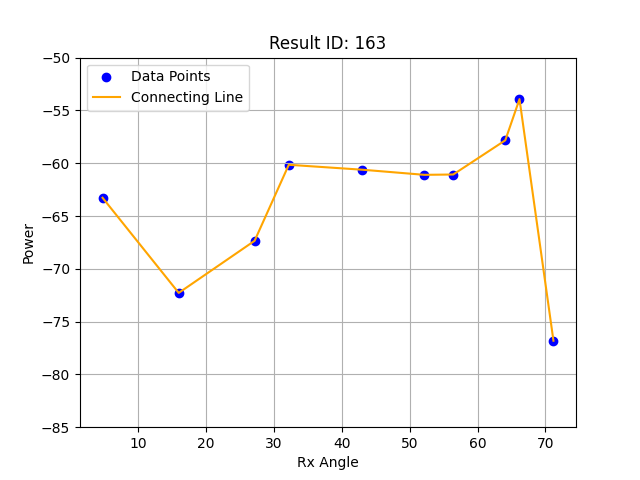 Result ID: 163
Data Points
Connecting Line
Power
−50
−55
−60
−65
−70
−75
−80
−85
10 20 30 40 50 60 70
Rx Angle